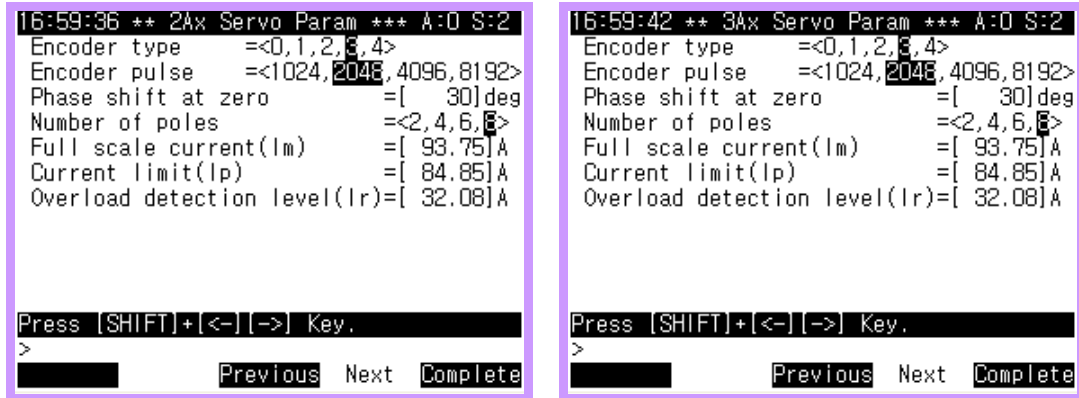 16:59:36 ** 2Ax Servo Param *** A:0 S:2
Encoder type =<0,1,2,3,4>
Encoder pulse =<1024,2048,4096,8192>
Phase shift at zero =[ 30]deg
Number of poles =<2,4,6,8>
Full scale current(Im) =[ 93.75]A
Current limit(Ip) =[ 84.85]A
Overload detection level(Ir)=[ 32.08]A
Press [SHIFT]+[<-][->] Key.
>
Previous Next Complete
16:59:42 ** 3Ax Servo Param *** A:0 S:2
Encoder type =<0,1,2,3,4>
Encoder pulse =<1024,2048,4096,8192>
Phase shift at zero =[ 30]deg
Number of poles =<2,4,6,8>
Full scale current(Im) =[ 93.75]A
Current limit(Ip) =[ 84.85]A
Overload detection level(Ir)=[ 32.08]A
Press [SHIFT]+[<-][->] Key.
>
Previous Next Complete